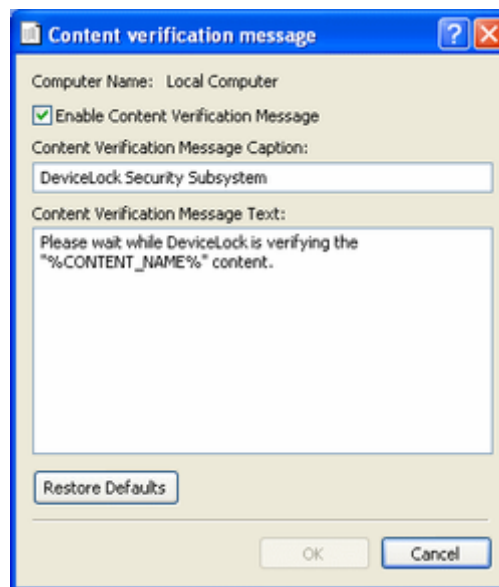 Content verification message
Computer Name: Local Computer
Enable Content Verification Message
Content Verification Message Caption:
DeviceLock Security Subsystem
Content Verification Message Text:
Please wait while DeviceLock is verifying the
"%CONTENT_NAME%" content.
Restore Defaults
OK Cancel